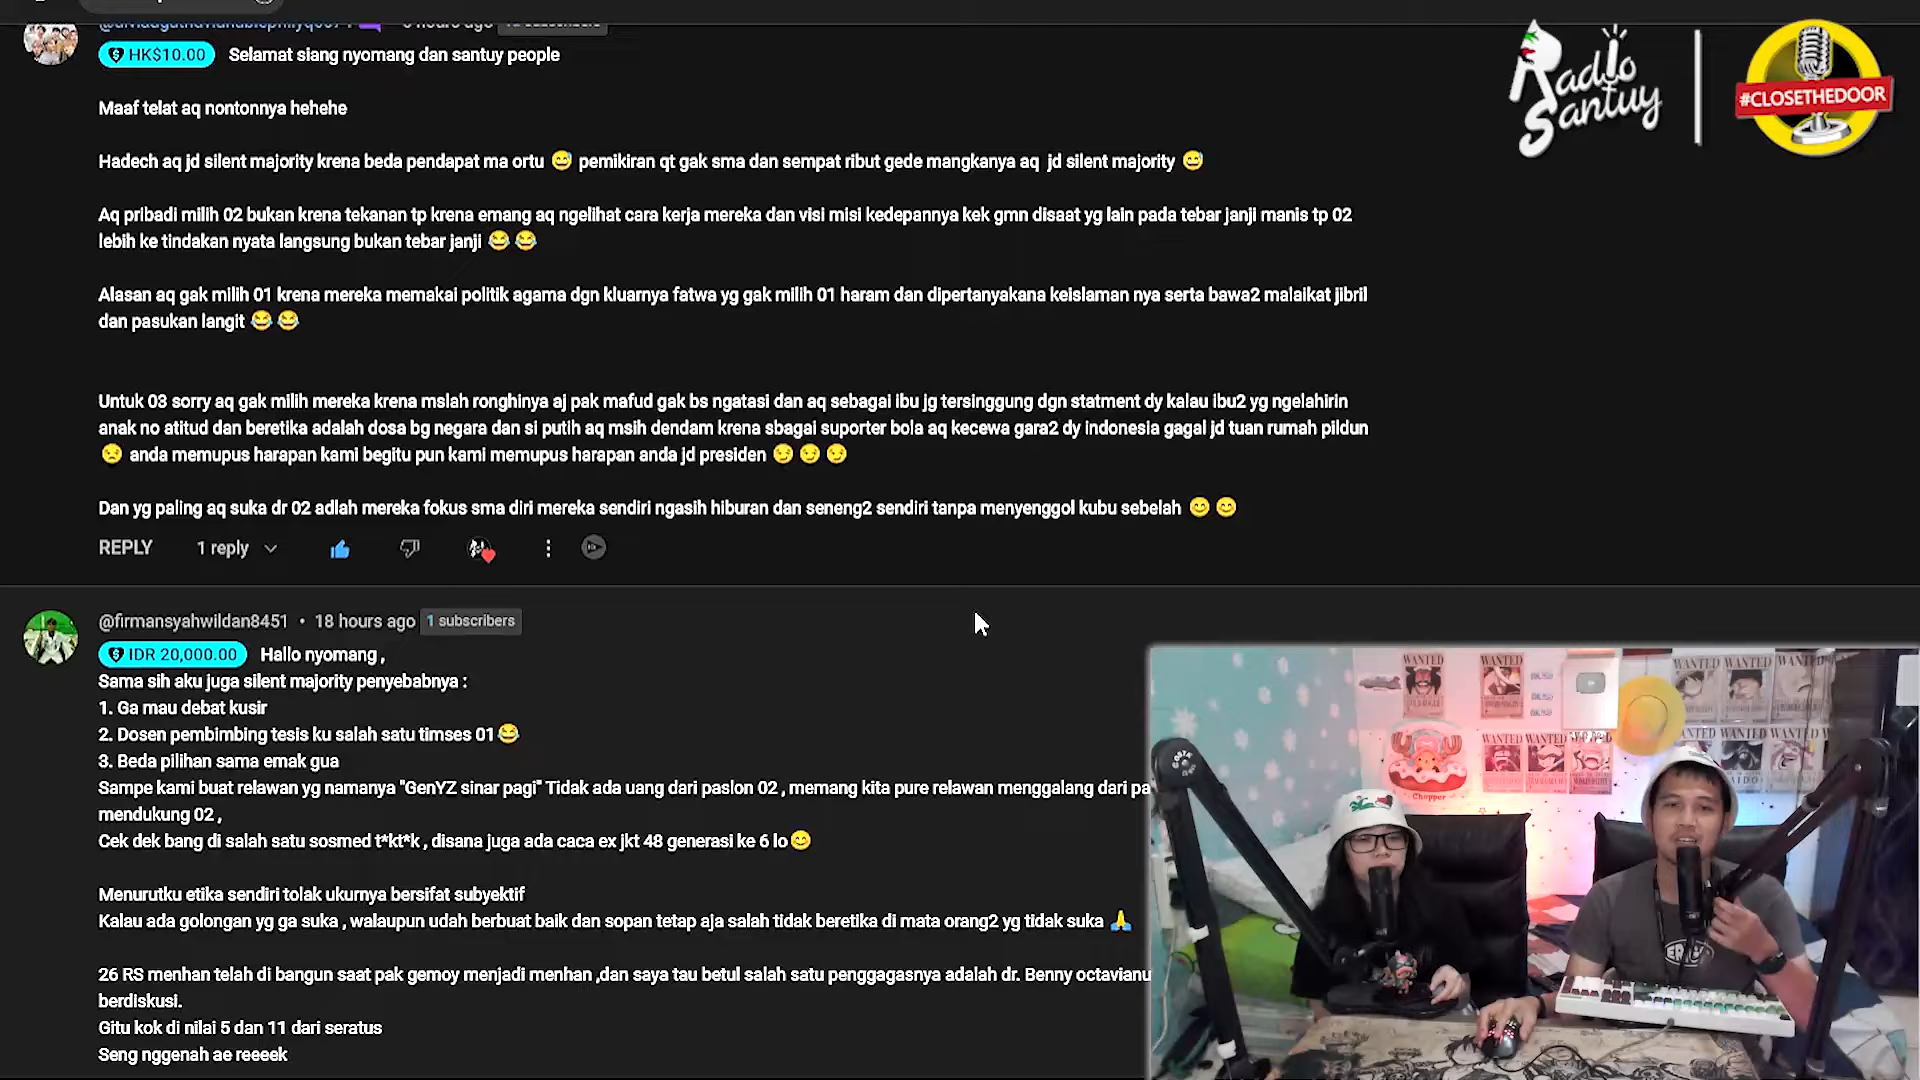 HK$10.00 Selamat siang nyomang dan santuy people
Maaf telat aq nontonnya hehehe
Hadech aq jd silent majority krena beda pendapat ma ortu 😅 pemikiran qt gak sma dan sempat ribut gede mangkanya aq jd silent majority 😅
Aq pribadi milih 02 bukan krena tekanan tp krena emang aq ngelihat cara kerja mereka dan visi misi kedepannya kek gmn disaat yg lain pada tebar janji manis tp 02
lebih ke tindakan nyata langsung bukan tebar janji 😂😂
Alasan aq gak milih 01 krena mereka memakai politik agama dgn kluarnya fatwa yg gak milih 01 haram dan dipertanyakana keislaman nya serta bawa2 malaikat jibril
dan pasukan langit 😂😂
Untuk 03 sorry aq gak milih mereka krena mslah ronghinya aj pak mafud gak bs ngatasi dan aq sebagai ibu jg tersinggung dgn statment dy kalau ibu2 yg ngelahirin
anak no atitud dan beretika adalah dosa bg negara dan si putih aq msih dendam krena sbagai suporter bola aq kecewa gara2 dy indonesia gagal jd tuan rumah pildun
😠 anda memupus harapan kami begitu pun kami memupus harapan anda jd presiden 😏😏😏
Dan yg paling aq suka dr 02 adlah mereka fokus sma diri mereka sendiri ngasih hiburan dan seneng2 sendiri tanpa menyenggol kubu sebelah 😊😊
REPLY 1 reply
@firmansyahwildan8451 • 18 hours ago 1 subscribers
IDR 20,000.00 Hallo nyomang ,
Sama sih aku juga silent majority penyebabnya :
1. Ga mau debat kusir
2. Dosen pembimbing tesis ku salah satu timses 01😂
3. Beda pilihan sama emak gua
Sampe kami buat relawan yg namanya "GenYZ sinar pagi" Tidak ada uang dari paslon 02 , memang kita pure relawan menggalang dari pa
mendukung 02 ,
Cek dek bang di salah satu sosmed t*kt*k , disana juga ada caca ex jkt 48 generasi ke 6 lo😊
Menurutku etika sendiri tolak ukurnya bersifat subyektif
Kalau ada golongan yg ga suka , walaupun udah berbuat baik dan sopan tetap aja salah tidak beretika di mata orang2 yg tidak suka 🙏
26 RS menhan telah di bangun saat pak gemoy menjadi menhan ,dan saya tau betul salah satu penggagasnya adalah dr. Benny octavianu
berdiskusi.
Gitu kok di nilai 5 dan 11 dari seratus
Seng nggenah ae reeeek
Radio
Santuy
#CLOSETHEDOOR
WANTED
WANTED
WANTED
WANTED
WANTED
Chopper